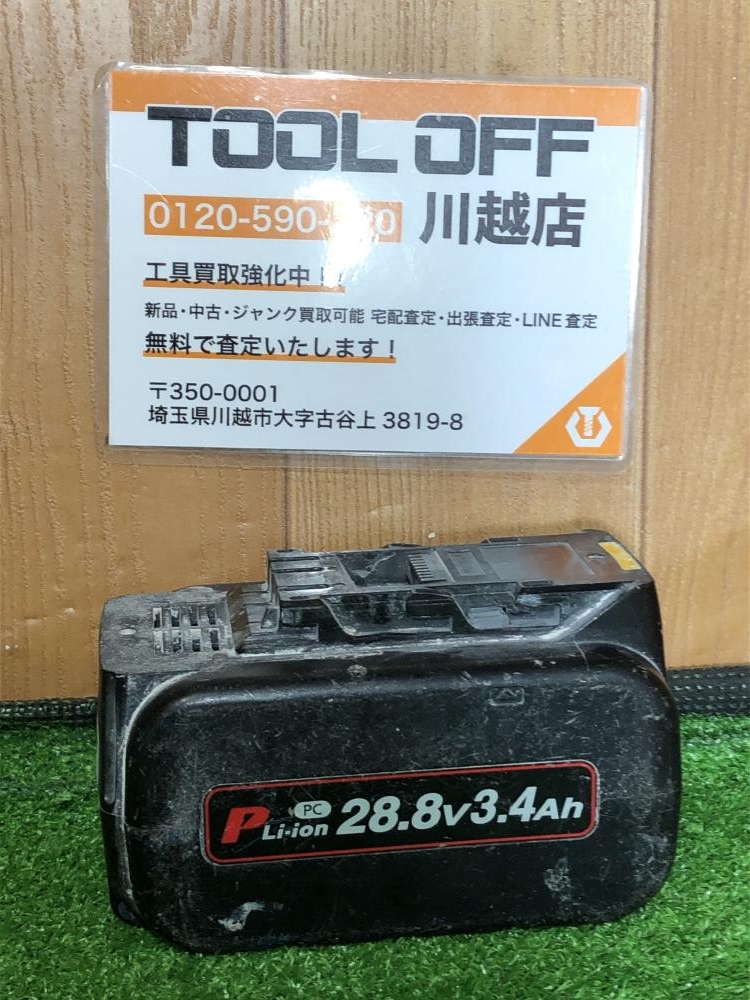 TOOL OFF
0120-590- 0 川越店
工具買取強化中!!
新品・中古・ジャンク買取可能 宅配査定・出張査定・LINE査定
無料で査定いたします!
〒350-0001
埼玉県川越市大字古谷上 3819-8
P Li-ion PC 28.8V3.4Ah